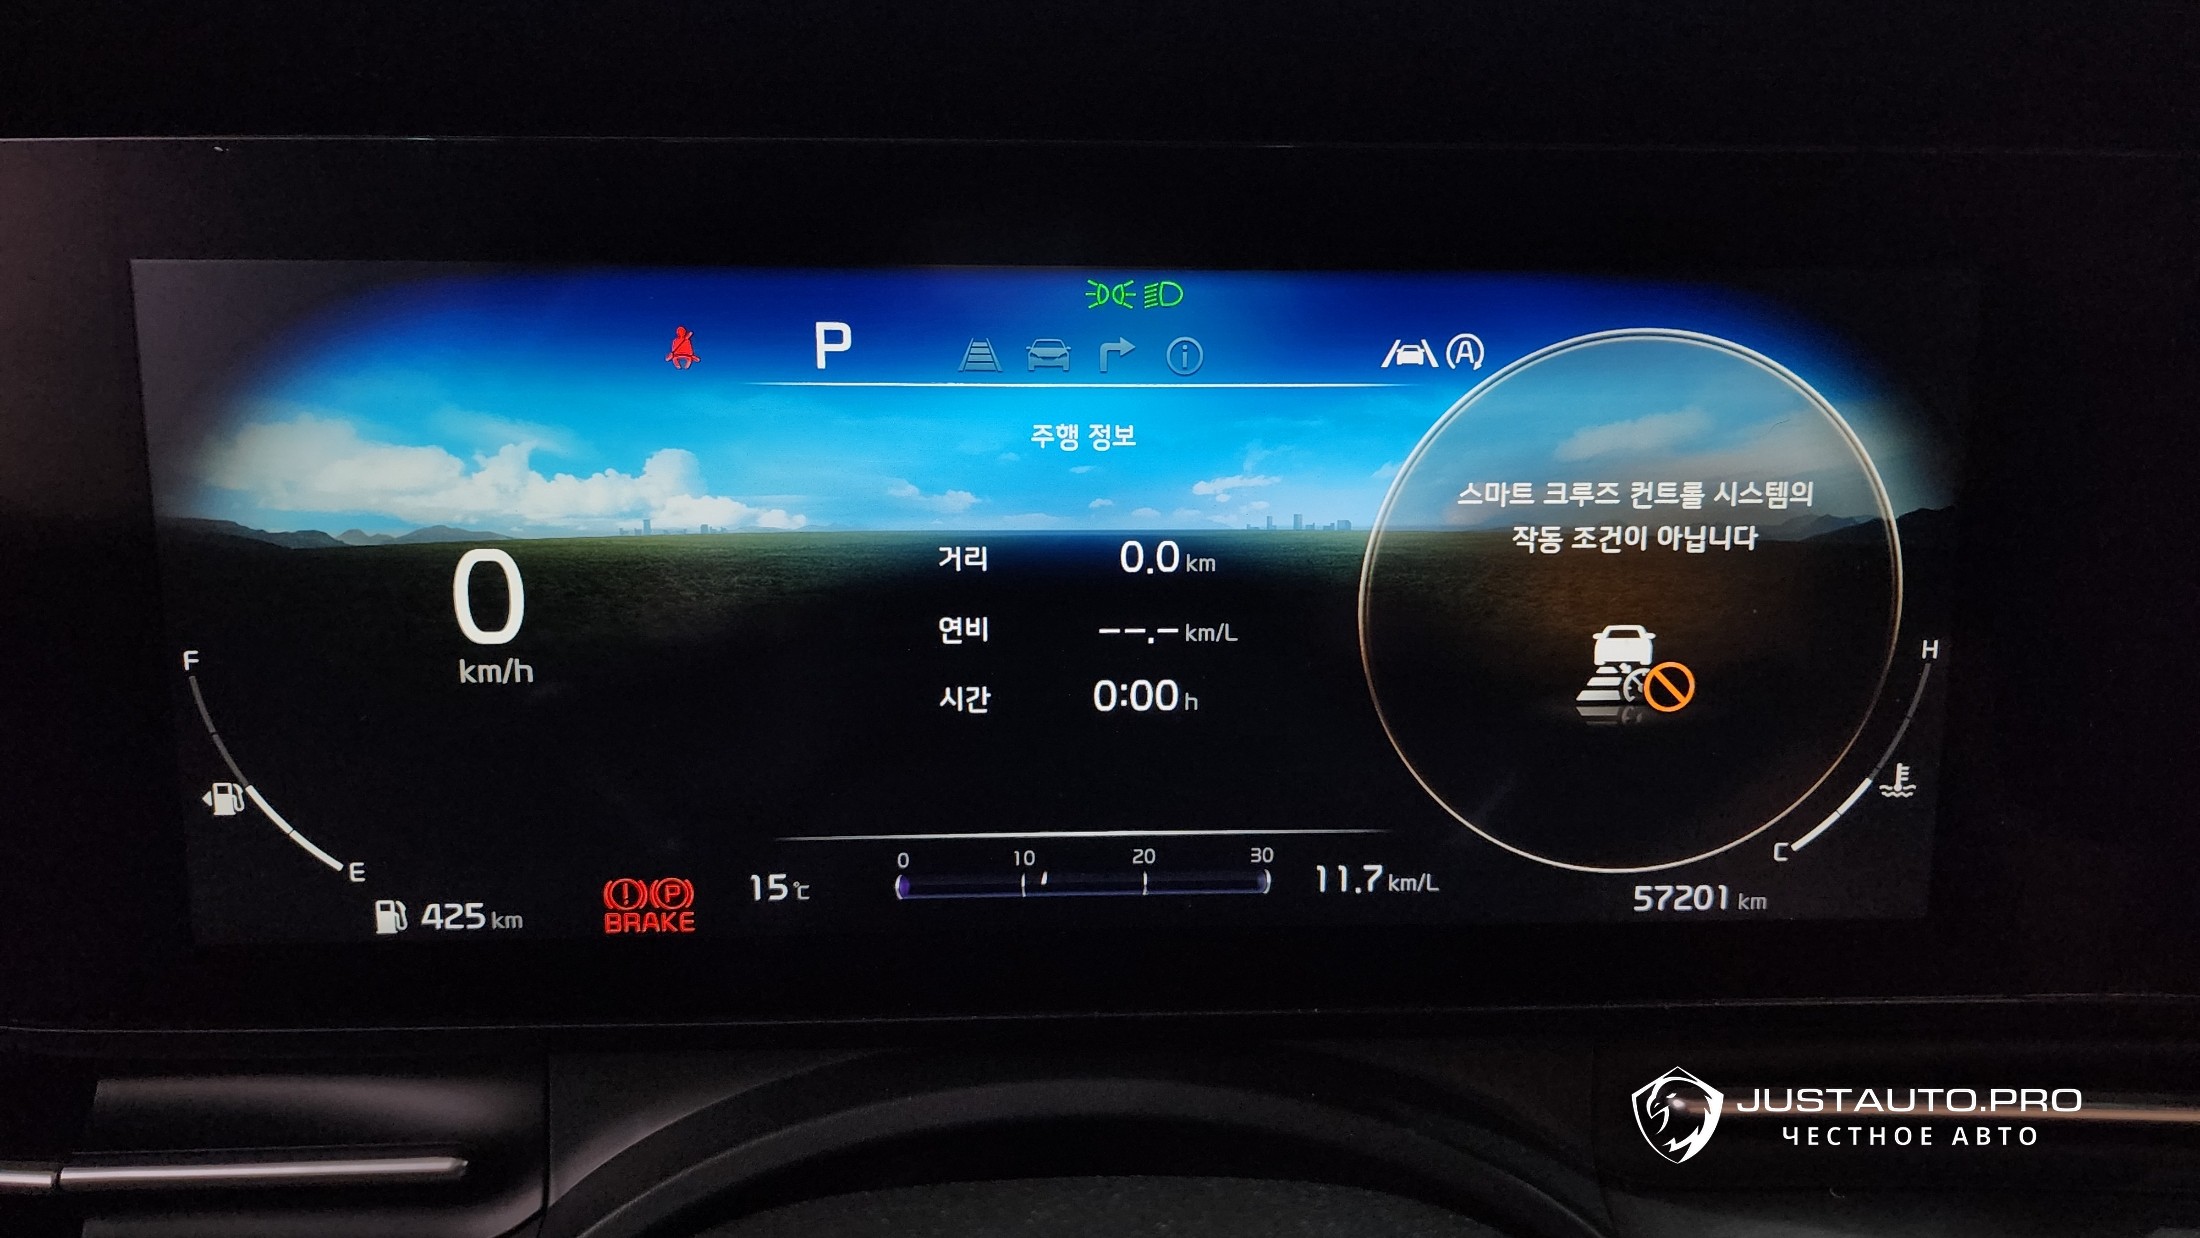 P
주행 정보
스마트 크루즈 컨트롤 시스템의
작동 조건이 아닙니다
거리 0.0 km
연비 --.- km/L
시간 0:00 h
0
km/h
F
E
H
C
425 km
(!) (P)
BRAKE
15℃
0 10 20 30
11.7 km/L
57201 km
A
i
JUSTAUTO.PRO
ЧЕСТНОЕ АВТО